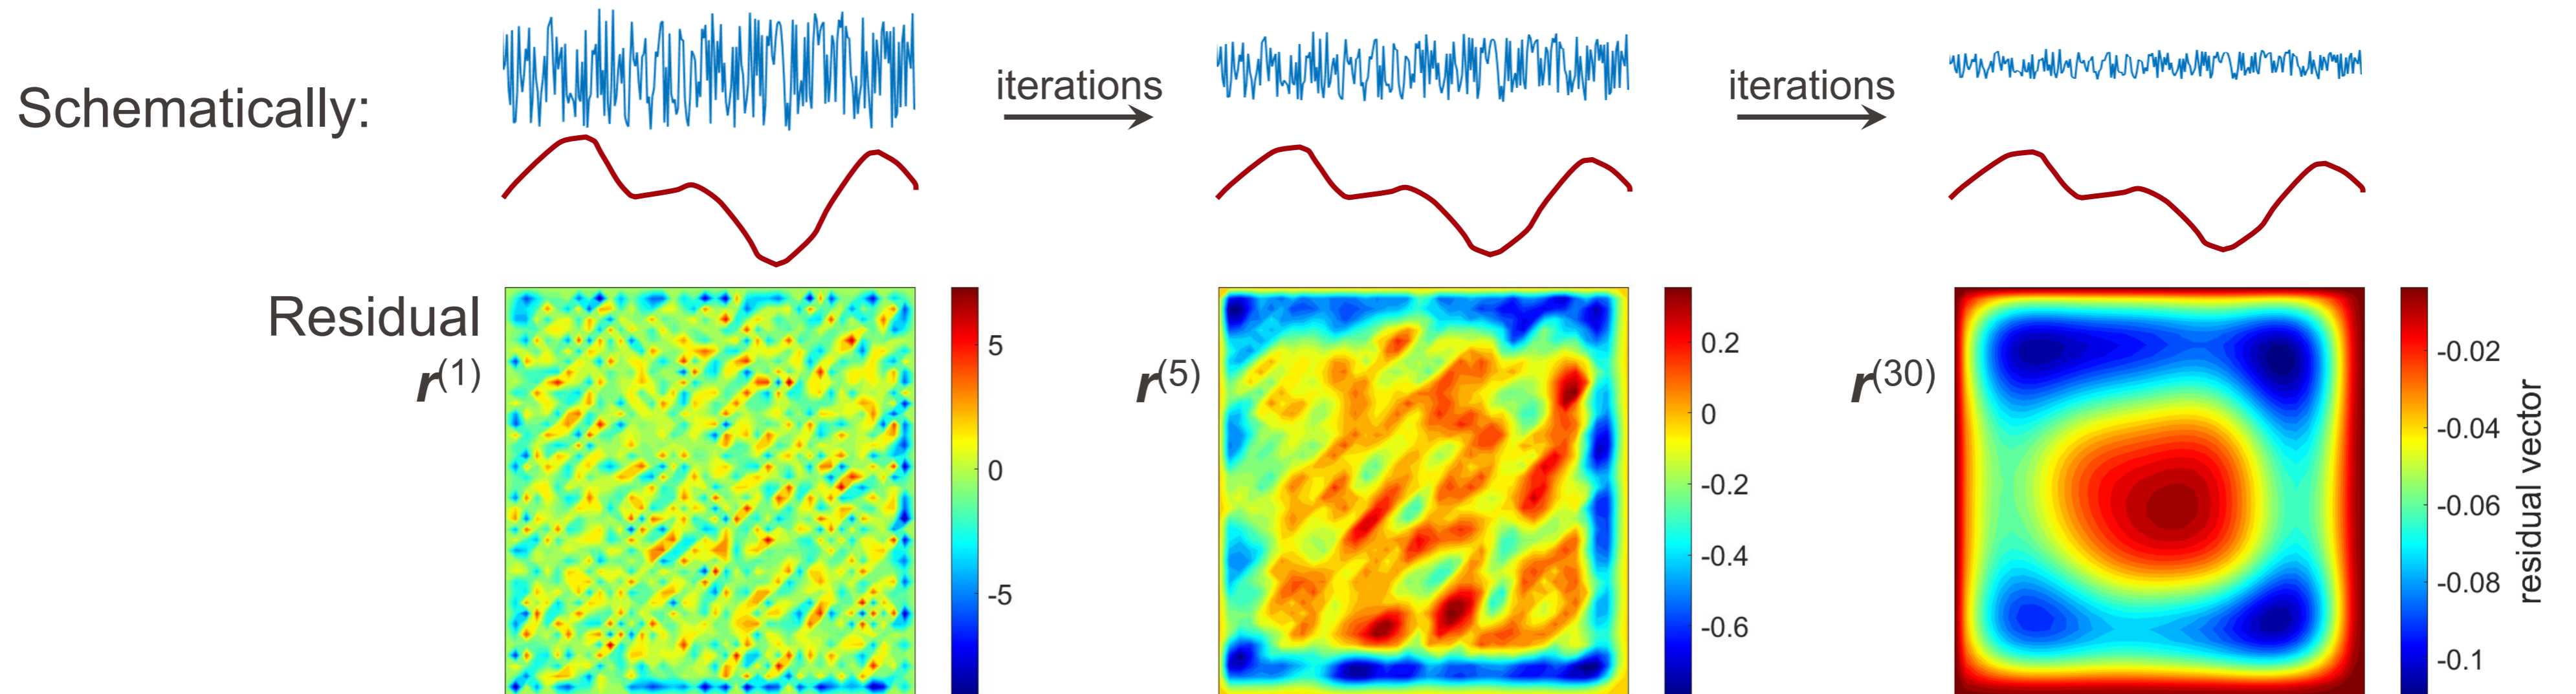 Schematically:
iterations
iterations
Residual
r(1)
5
0
-5
r(5)
0.2
0
-0.2
-0.4
-0.6
r(30)
-0.02
-0.04
-0.06
-0.08
-0.1
residual vector